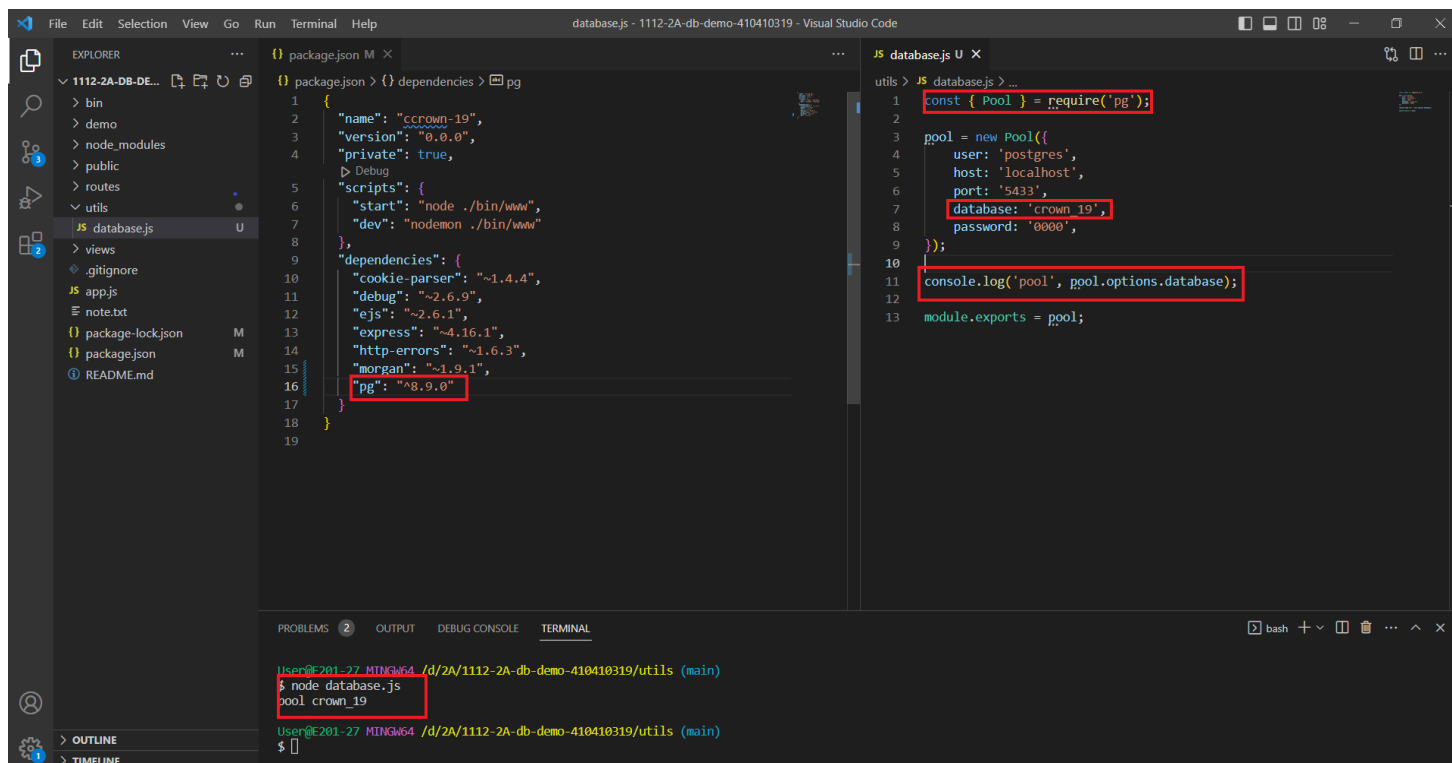 File Edit Selection View Go Run Terminal Help
database.js - 1112-2A-db-demo-410410319 - Visual Studio Code
EXPLORER
1112-2A-DB-DE...
bin
demo
node_modules
public
routes
utils
JS database.js U
views
.gitignore
JS app.js
note.txt
{} package-lock.json M
{} package.json M
README.md
OUTLINE
TIMELINE
3
2
1
{} package.json M
{} package.json > {} dependencies > pg
1 {
2 "name": "ccrown-19",
3 "version": "0.0.0",
4 "private": true,
Debug
5 "scripts": {
6 "start": "node ./bin/www",
7 "dev": "nodemon ./bin/www"
8 },
9 "dependencies": {
10 "cookie-parser": "~1.4.4",
11 "debug": "~2.6.9",
12 "ejs": "~2.6.1",
13 "express": "~4.16.1",
14 "http-errors": "~1.6.3",
15 "morgan": "~1.9.1",
16 "pg": "^8.9.0"
17 }
18 }
19
JS database.js U
utils > JS database.js > ...
1 const { Pool } = require('pg');
2
3 pool = new Pool({
4 user: 'postgres',
5 host: 'localhost',
6 port: '5433',
7 database: 'crown_19',
8 password: '0000',
9 });
10
11 console.log('pool', pool.options.database);
12
13 module.exports = pool;
PROBLEMS 2 OUTPUT DEBUG CONSOLE TERMINAL
bash
User@E201-27 MINGW64 /d/2A/1112-2A-db-demo-410410319/utils (main)
$ node database.js
pool crown_19
User@E201-27 MINGW64 /d/2A/1112-2A-db-demo-410410319/utils (main)
$